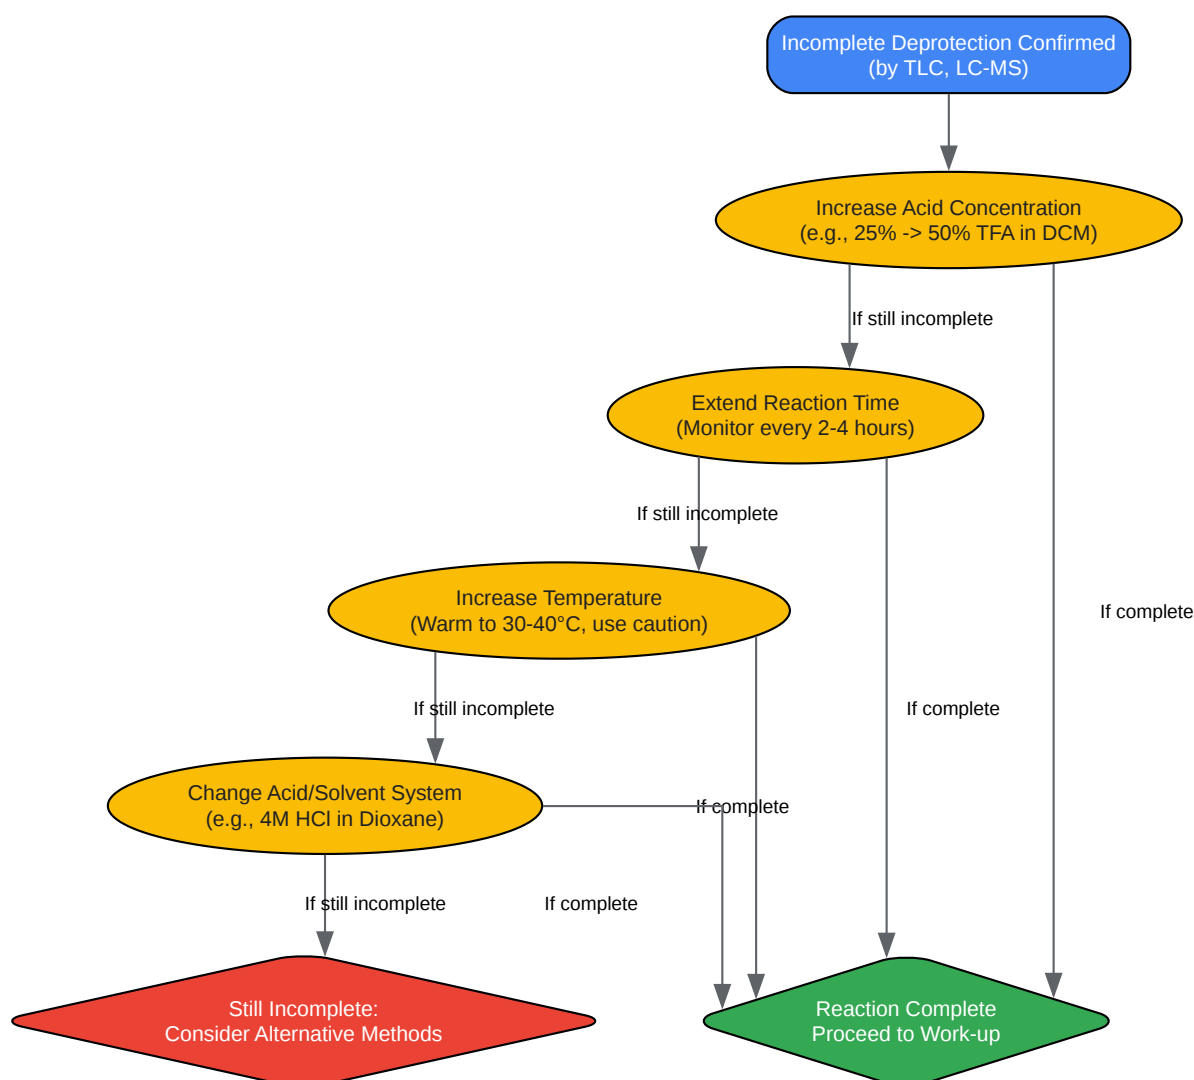 Incomplete Deprotection Confirmed
(by TLC, LC-MS)
Increase Acid Concentration
(e.g., 25% -> 50% TFA in DCM)
If still incomplete
Extend Reaction Time
(Monitor every 2-4 hours)
If still incomplete
Increase Temperature
(Warm to 30-40°C, use caution)
If complete
If still incomplete
If complete
Change Acid/Solvent System
(e.g., 4M HCl in Dioxane)
If complete
If still incomplete
If complete
Still Incomplete:
Consider Alternative Methods
Reaction Complete
Proceed to Work-up